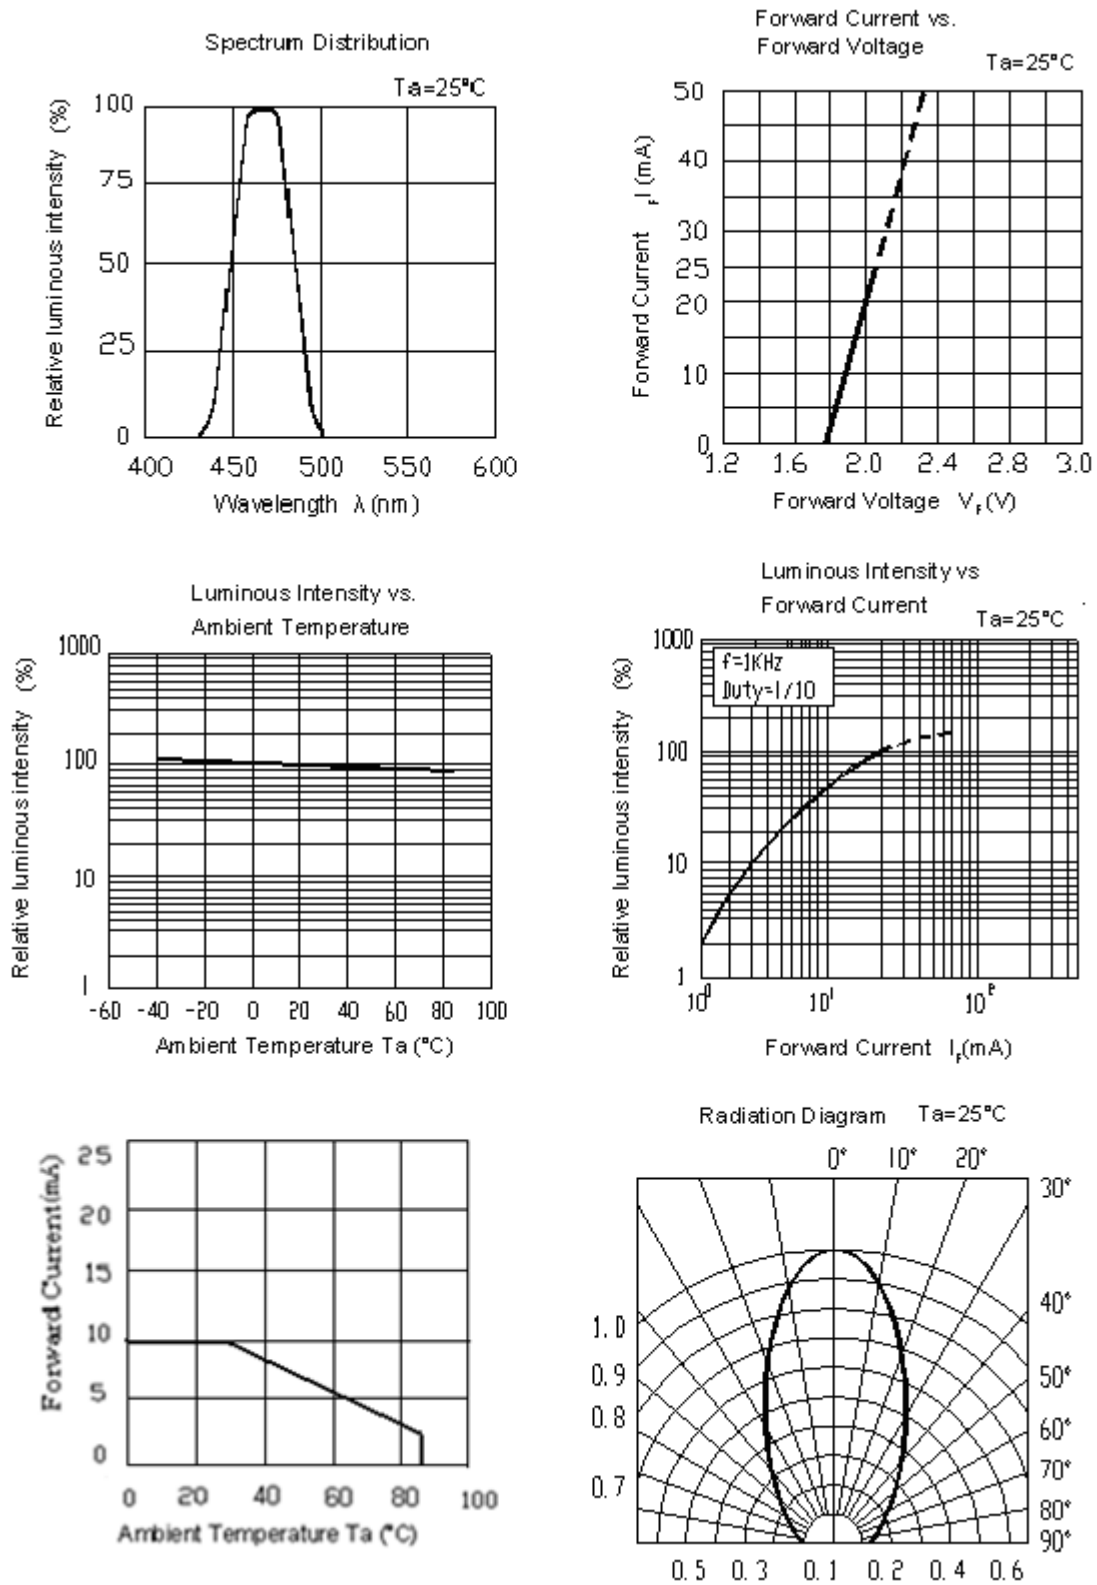 Spectrum Distribution
Ta=25°C
Relative luminous intensity (%)
100
75
50
25
0
400 450 500 550 600
Wavelength λ (nm)
Forward Current vs.
Forward Voltage
Ta=25°C
Forward Current FI (mA)
50
40
30
25
20
10
0
1.2 1.6 2.0 2.4 2.8 3.0
Forward Voltage VF (V)
Luminous Intensity vs.
Ambient Temperature
Relative luminous intensity (%)
1000
100
10
1
-60 -40 -20 0 20 40 60 80 100
Ambient Temperature Ta (°C)
Luminous Intensity vs
Forward Current
Ta=25°C
f=1KHz
Duty=1/10
Relative luminous intensity (%)
1000
100
10
1
10⁰ 10¹ 10²
Forward Current IF(mA)
Forward Current(mA)
25
20
15
10
5
0
0 20 40 60 80 100
Ambient Temperature Ta (°C)
Radiation Diagram Ta=25°C
0° 10° 20°
30°
40°
50°
60°
70°
80°
90°
1.0
0.9
0.8
0.7
0.5 0.3 0.1 0.2 0.4 0.6